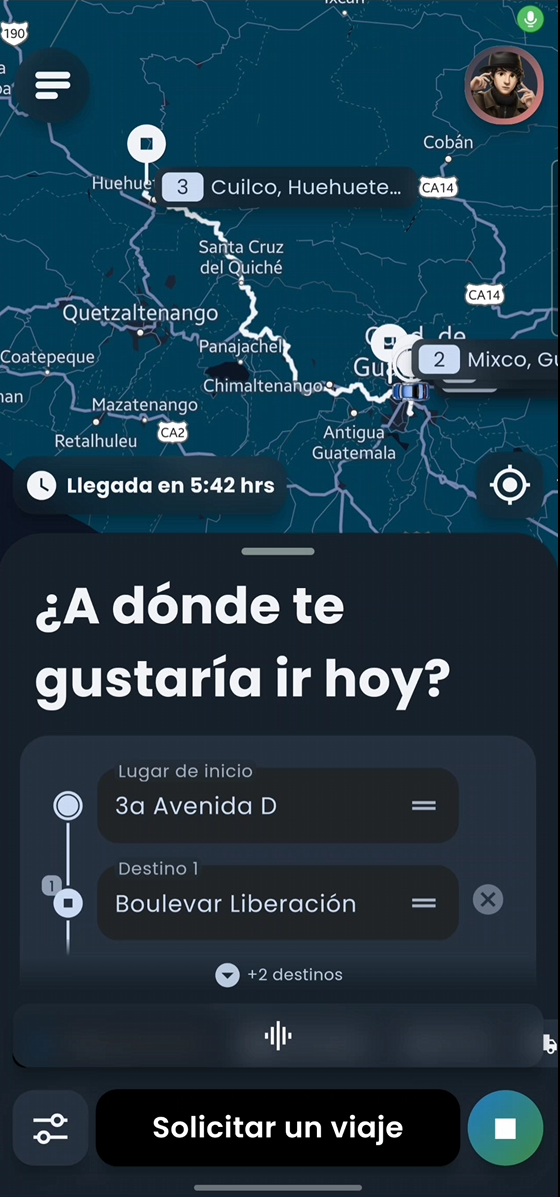 190
Cobán
Huehue
3 Cuilco, Huehuete...
CA14
Santa Cruz
del Quiché
CA14
Quetzaltenango
Coatepeque
Panajachel
2 Mixco, Gu
Chimaltenango
Mazatenango
Retalhuleu
CA2
Antigua
Guatemala
Llegada en 5:42 hrs
¿A dónde te
gustaría ir hoy?
Lugar de inicio
3a Avenida D
Destino 1
1
Boulevar Liberación
+2 destinos
Solicitar un viaje